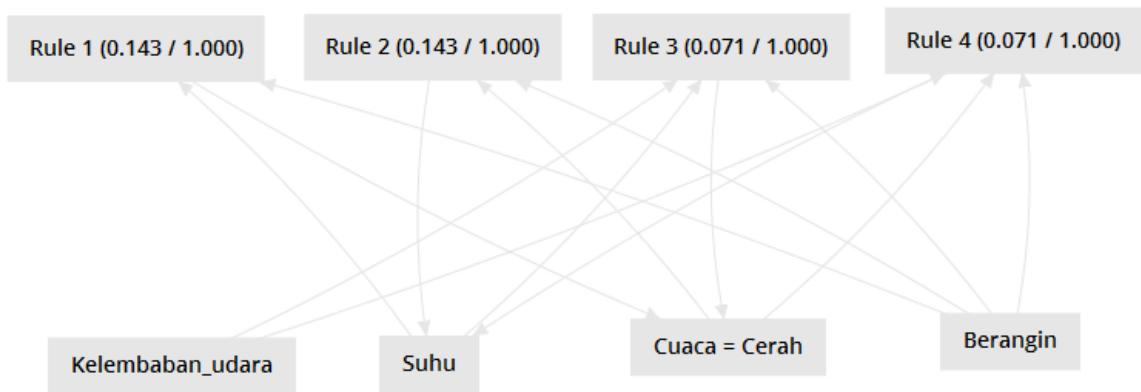 Rule 1 (0.143 / 1.000)
Rule 2 (0.143 / 1.000)
Rule 3 (0.071 / 1.000)
Rule 4 (0.071 / 1.000)
Kelembaban_udara
Suhu
Cuaca = Cerah
Berangin